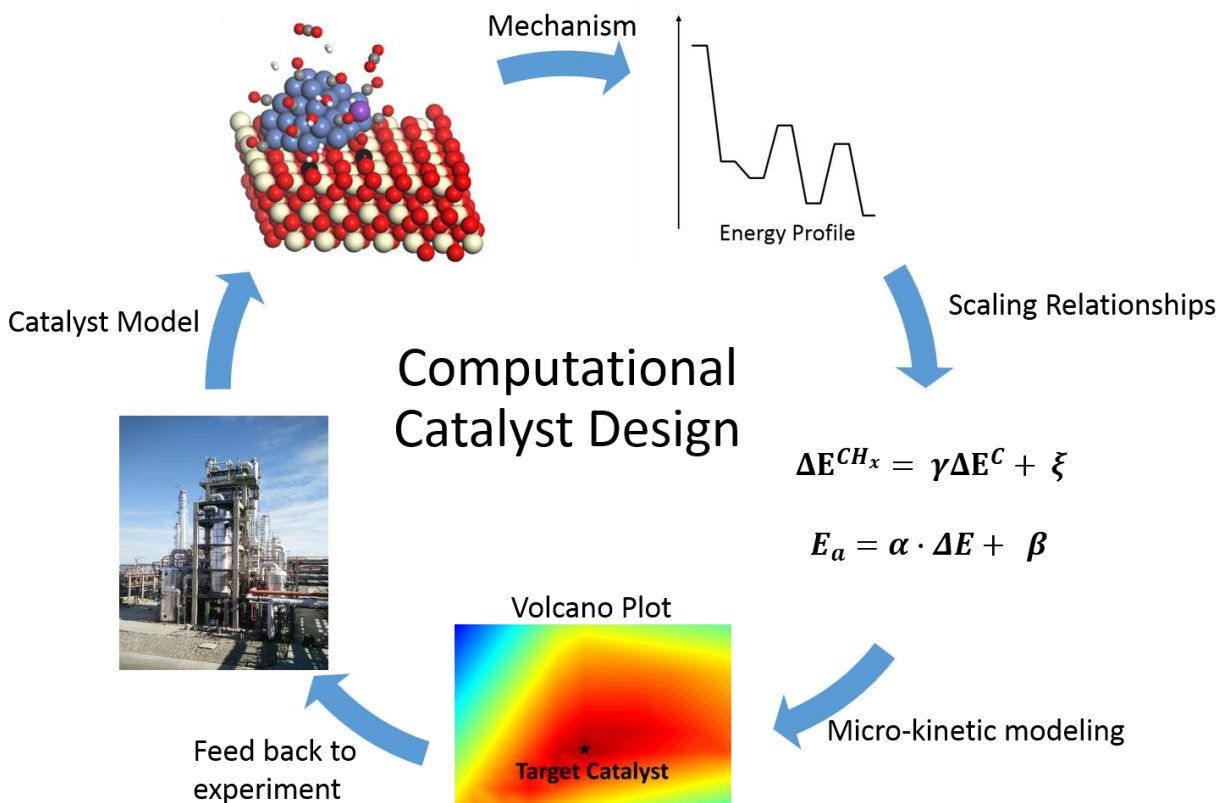 Mechanism
Energy Profile
Catalyst Model
Scaling Relationships
Computational
Catalyst Design
ΔE^{CH_x} = γΔE^C + ξ
E_a = α · ΔE + β
Volcano Plot
Target Catalyst
Micro-kinetic modeling
Feed back to
experiment